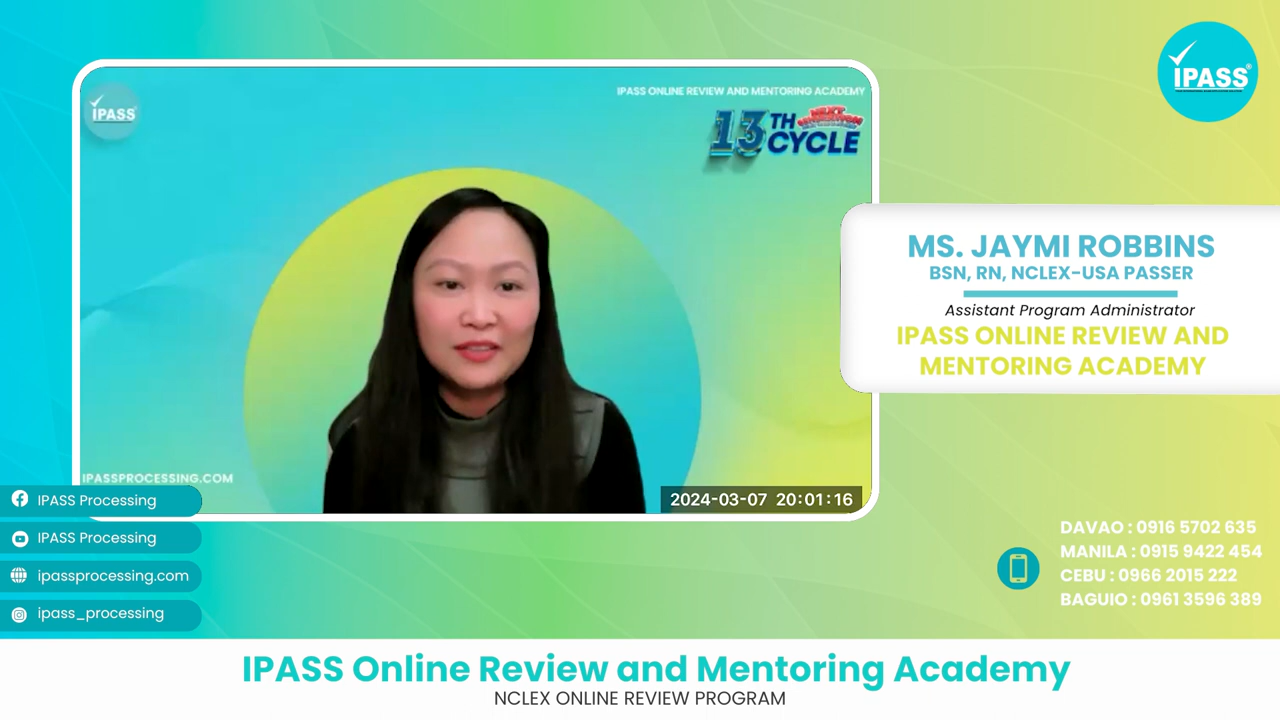 IPASS
IPASS ONLINE REVIEW AND MENTORING ACADEMY
13TH
NEXT
CYCLE
IPASS
MS. JAYMI ROBBINS
BSN, RN, NCLEX-USA PASSER
Assistant Program Administrator
IPASS ONLINE REVIEW AND
MENTORING ACADEMY
IPASSPROCESSING.COM
2024-03-07 20:01:16
IPASS Processing
IPASS Processing
ipassprocessing.com
ipass_processing
DAVAO : 0916 5702 635
MANILA : 0915 9422 454
CEBU : 0966 2015 222
BAGUIO : 0961 3596 389
IPASS Online Review and Mentoring Academy
NCLEX ONLINE REVIEW PROGRAM